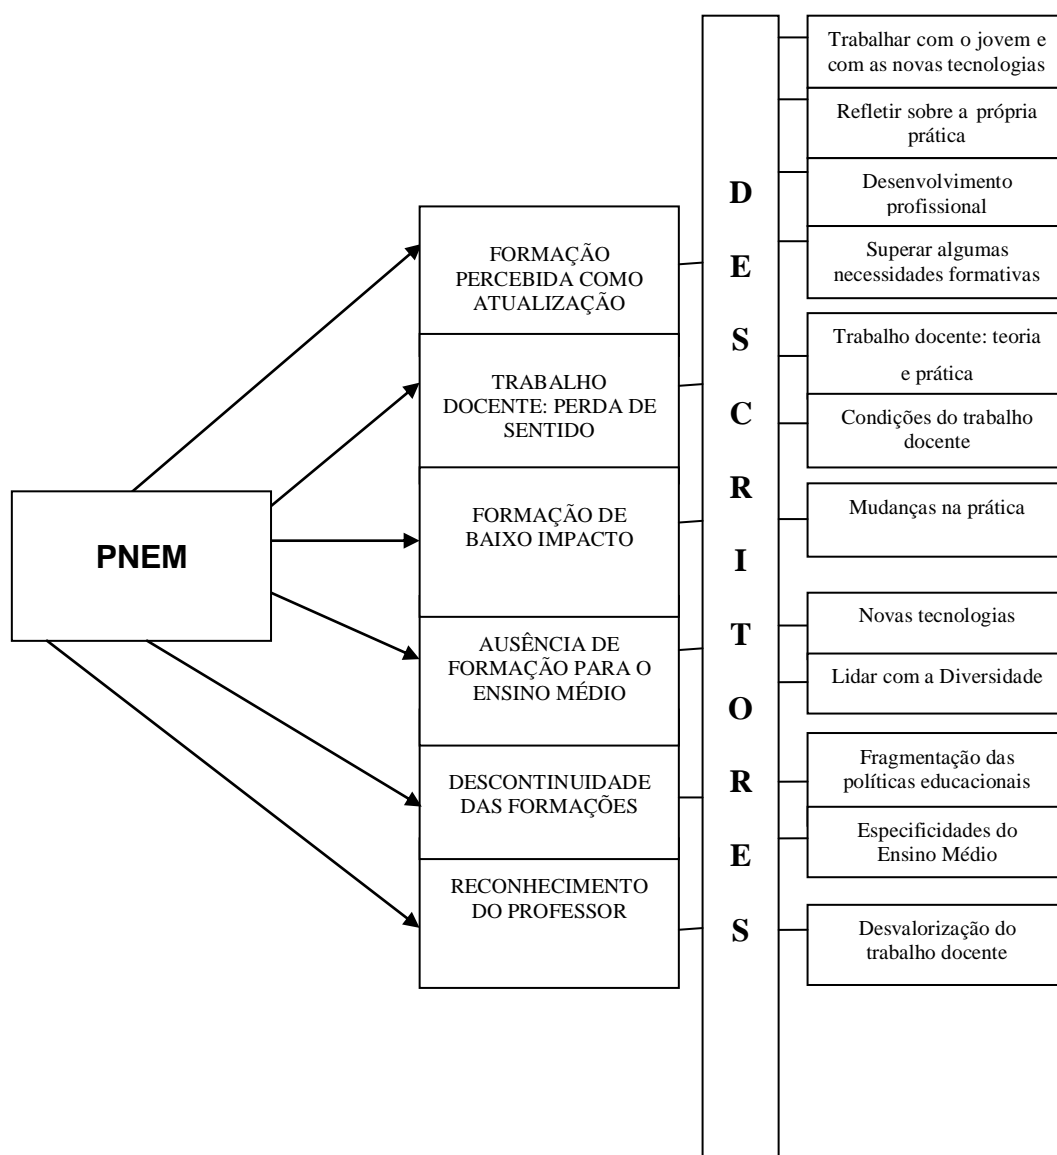 PNEM
FORMAÇÃO
PERCEBIDA COMO
ATUALIZAÇÃO
TRABALHO
DOCENTE: PERDA DE
SENTIDO
FORMAÇÃO DE
BAIXO IMPACTO
AUSÊNCIA DE
FORMAÇÃO PARA O
ENSINO MÉDIO
DESCONTINUIDADE
DAS FORMAÇÕES
RECONHECIMENTO
DO PROFESSOR
D
E
S
C
R
I
T
O
R
E
S
Trabalhar com o jovem e
com as novas tecnologias
Refletir sobre a própria
prática
Desenvolvimento
profissional
Superar algumas
necessidades formativas
Trabalho docente: teoria
e prática
Condições do trabalho
docente
Mudanças na prática
Novas tecnologias
Lidar com a Diversidade
Fragmentação das
políticas educacionais
Especificidades do
Ensino Médio
Desvalorização do
trabalho docente